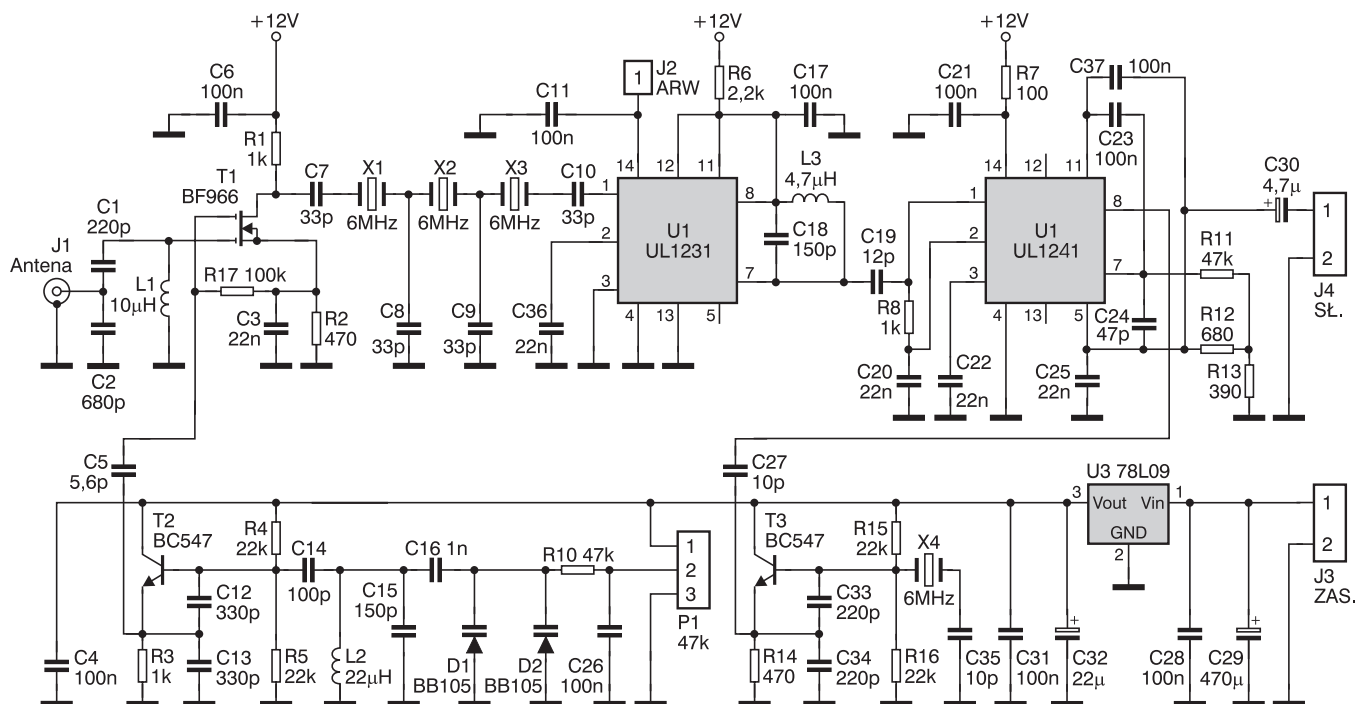 +12V
+12V
+12V
C6
100n
R1
1k
T1
BF966
C1
220p
J1
Antena
L1
10µH
C2
680p
R17 100k
C3
22n
R2
470
C7
33p
X1
6MHz
X2
6MHz
X3
6MHz
C10
33p
C8
33p
C9
33p
C11
100n
J2
ARW
1
R6
2,2k
C17
100n
14
12
11
1
2
3
4
13
5
8
7
U1
UL1231
C36
22n
L3
4,7µH
C18
150p
C19
12p
C21
100n
R7
100
C37
100n
C23
100n
14
12
11
1
2
3
4
13
5
8
7
U1
UL1241
R8
1k
C20
22n
C22
22n
C24
47p
C25
22n
R11
47k
R12
680
R13
390
C30
4,7µ
+
1
2
J4
SŁ.
C5
5,6p
T2
BC547
R4
22k
C14
100p
C12
330p
C4
100n
R3
1k
C13
330p
R5
22k
L2
22µH
C15
150p
C16 1n
D1
BB105
D2
BB105
R10 47k
C26
100n
1
2
3
P1
47k
C27
10p
T3
BC547
R15
22k
X4
6MHz
C33
220p
R14
470
C34
220p
R16
22k
C35
10p
C31
100n
+
C32
22µ
U3 78L09
3
Vout
Vin
1
GND
2
C28
100n
+
C29
470µ
1
2
J3
ZAS.